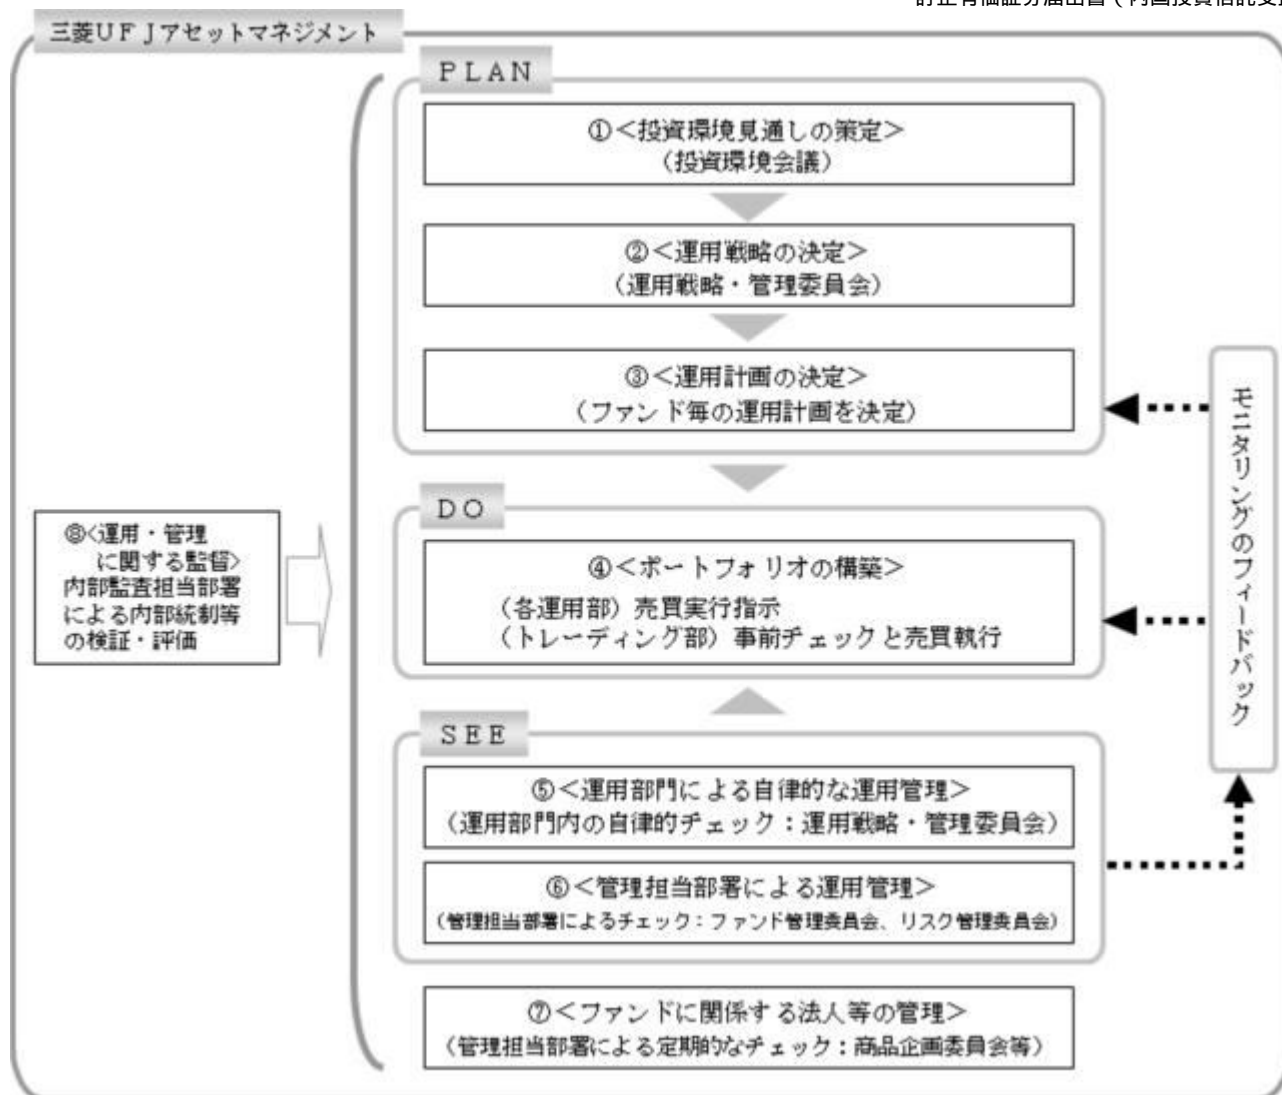 三菱UFJアセットマネジメント
PLAN
①＜投資環境見通しの策定＞
（投資環境会議）
②＜運用戦略の決定＞
（運用戦略・管理委員会）
③＜運用計画の決定＞
（ファンド毎の運用計画を決定）
DO
④＜ポートフォリオの構築＞
（各運用部）売買実行指示
（トレーディング部）事前チェックと売買執行
SEE
⑤＜運用部門による自律的な運用管理＞
（運用部門内の自律的チェック：運用戦略・管理委員会）
⑥＜管理担当部署による運用管理＞
（管理担当部署によるチェック：ファンド管理委員会、リスク管理委員会）
⑦＜ファンドに関係する法人等の管理＞
（管理担当部署による定期的なチェック：商品企画委員会等）
⑧＜運用・管理
に関する監督＞
内部監査担当部署
による内部統制等
の検証・評価
モニタリングのフィードバック